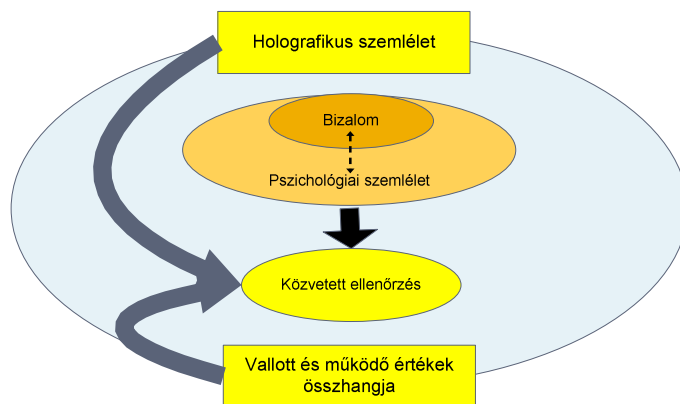 Holografikus szemlélet
Bizalom
Pszichológiai szemlélet
Közvetett ellenőrzés
Vallott és működő értékek
összhangja